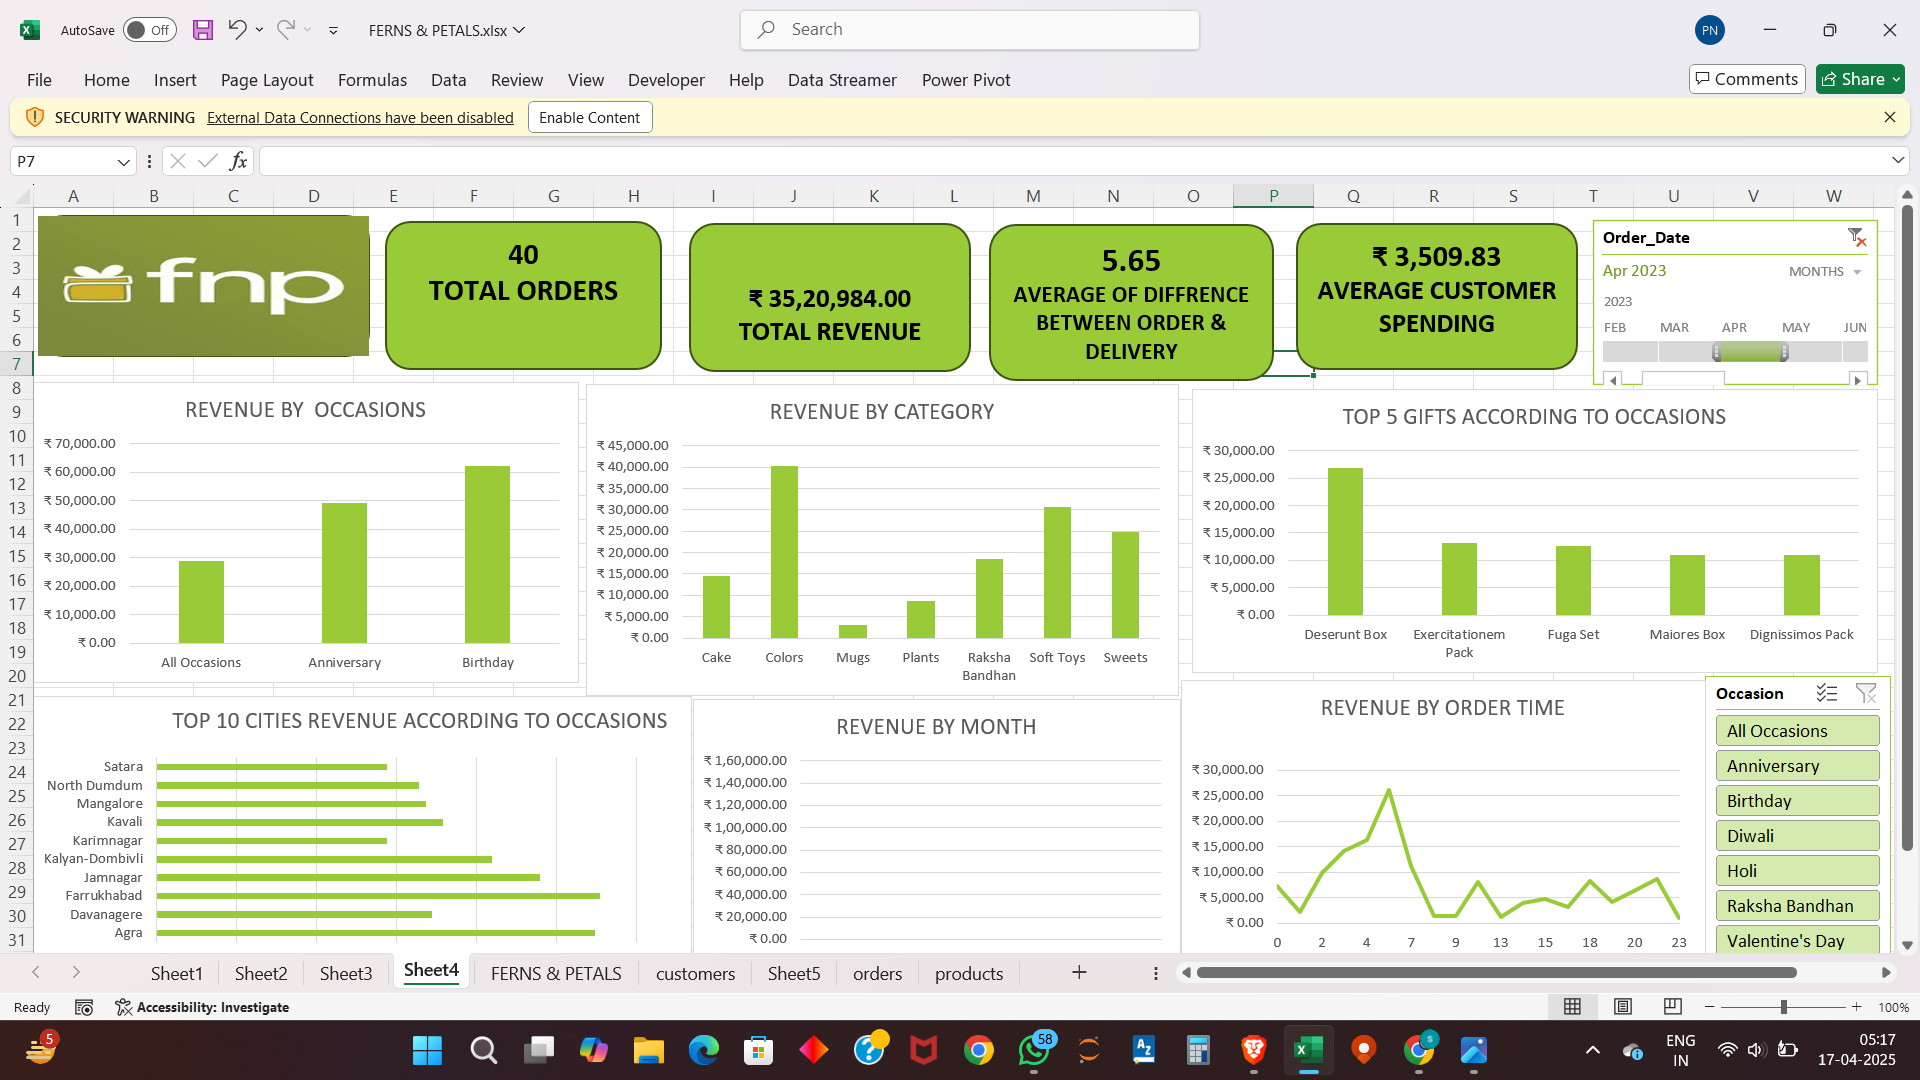 AutoSave Off FERNS & PETALS.xlsx Search PN
File Home Insert Page Layout Formulas Data Review View Developer Help Data Streamer Power Pivot Comments Share
SECURITY WARNING External Data Connections have been disabled Enable Content
P7 fx
A B C D E F G H I J K L M N O P Q R S T U V W
1
2
3
4
5
6
7
8
9
10
11
12
13
14
15
16
17
18
19
20
21
22
23
24
25
26
27
28
29
30
31
fnp
40
TOTAL ORDERS
₹ 35,20,984.00
TOTAL REVENUE
5.65
AVERAGE OF DIFFRENCE
BETWEEN ORDER &
DELIVERY
₹ 3,509.83
AVERAGE CUSTOMER
SPENDING
Order_Date
Apr 2023 MONTHS
2023
FEB MAR APR MAY JUN
REVENUE BY OCCASIONS
₹ 70,000.00
₹ 60,000.00
₹ 50,000.00
₹ 40,000.00
₹ 30,000.00
₹ 20,000.00
₹ 10,000.00
₹ 0.00
All Occasions Anniversary Birthday
REVENUE BY CATEGORY
₹ 45,000.00
₹ 40,000.00
₹ 35,000.00
₹ 30,000.00
₹ 25,000.00
₹ 20,000.00
₹ 15,000.00
₹ 10,000.00
₹ 5,000.00
₹ 0.00
Cake Colors Mugs Plants Raksha Soft Toys Sweets
Bandhan
TOP 5 GIFTS ACCORDING TO OCCASIONS
₹ 30,000.00
₹ 25,000.00
₹ 20,000.00
₹ 15,000.00
₹ 10,000.00
₹ 5,000.00
₹ 0.00
Deserunt Box Exercitationem Fuga Set Maiores Box Dignissimos Pack
Pack
TOP 10 CITIES REVENUE ACCORDING TO OCCASIONS
Satara
North Dumdum
Mangalore
Kavali
Karimnagar
Kalyan-Dombivli
Jamnagar
Farrukhabad
Davanagere
Agra
REVENUE BY MONTH
₹ 1,60,000.00
₹ 1,40,000.00
₹ 1,20,000.00
₹ 1,00,000.00
₹ 80,000.00
₹ 60,000.00
₹ 40,000.00
₹ 20,000.00
₹ 0.00
REVENUE BY ORDER TIME
₹ 30,000.00
₹ 25,000.00
₹ 20,000.00
₹ 15,000.00
₹ 10,000.00
₹ 5,000.00
₹ 0.00
0 2 4 7 9 13 15 18 20 23
Occasion
All Occasions
Anniversary
Birthday
Diwali
Holi
Raksha Bandhan
Valentine's Day
Sheet1 Sheet2 Sheet3 Sheet4 FERNS & PETALS customers Sheet5 orders products
Ready Accessibility: Investigate 100%
5 58 ENG 05:17
IN 17-04-2025